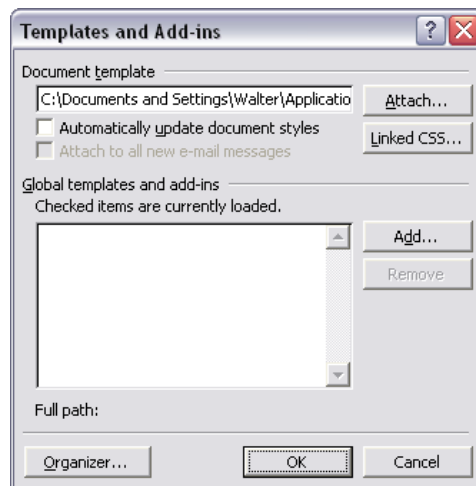 Templates and Add-ins
Document template
C:\Documents and Settings\Walter\Applicatio
Attach...
Automatically update document styles
Attach to all new e-mail messages
Linked CSS...
Global templates and add-ins
Checked items are currently loaded.
Add...
Remove
Full path:
Organizer... OK Cancel